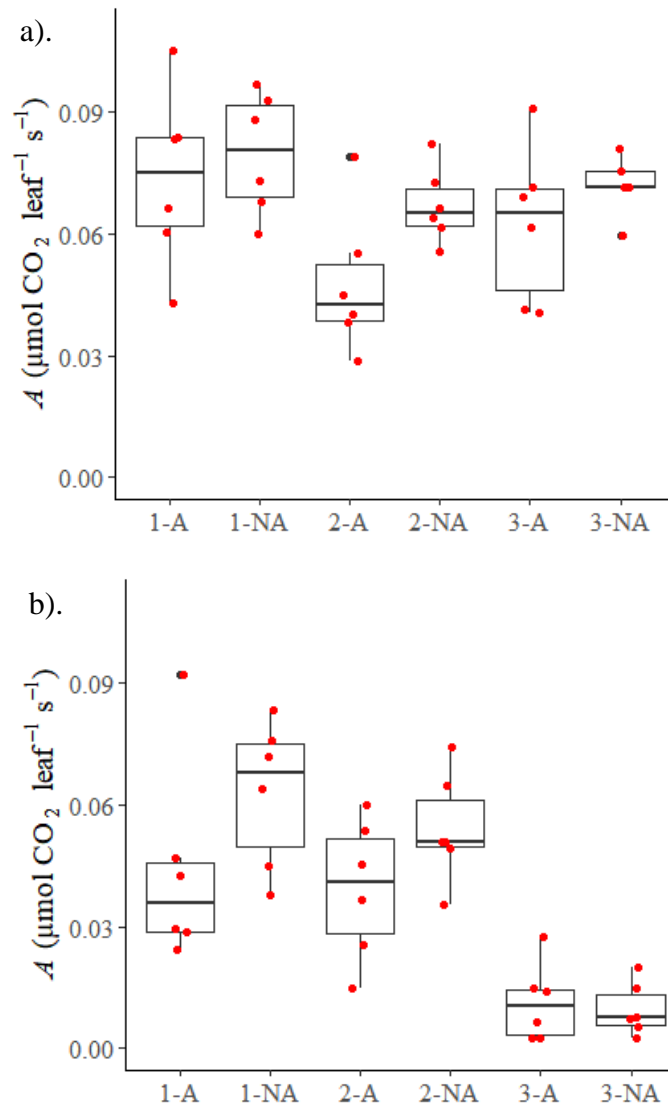 a).
A (µmol CO₂ leaf⁻¹ s⁻¹)
0.09
0.06
0.03
0.00
1-A 1-NA 2-A 2-NA 3-A 3-NA
b).
A (µmol CO₂ leaf⁻¹ s⁻¹)
0.09
0.06
0.03
0.00
1-A 1-NA 2-A 2-NA 3-A 3-NA